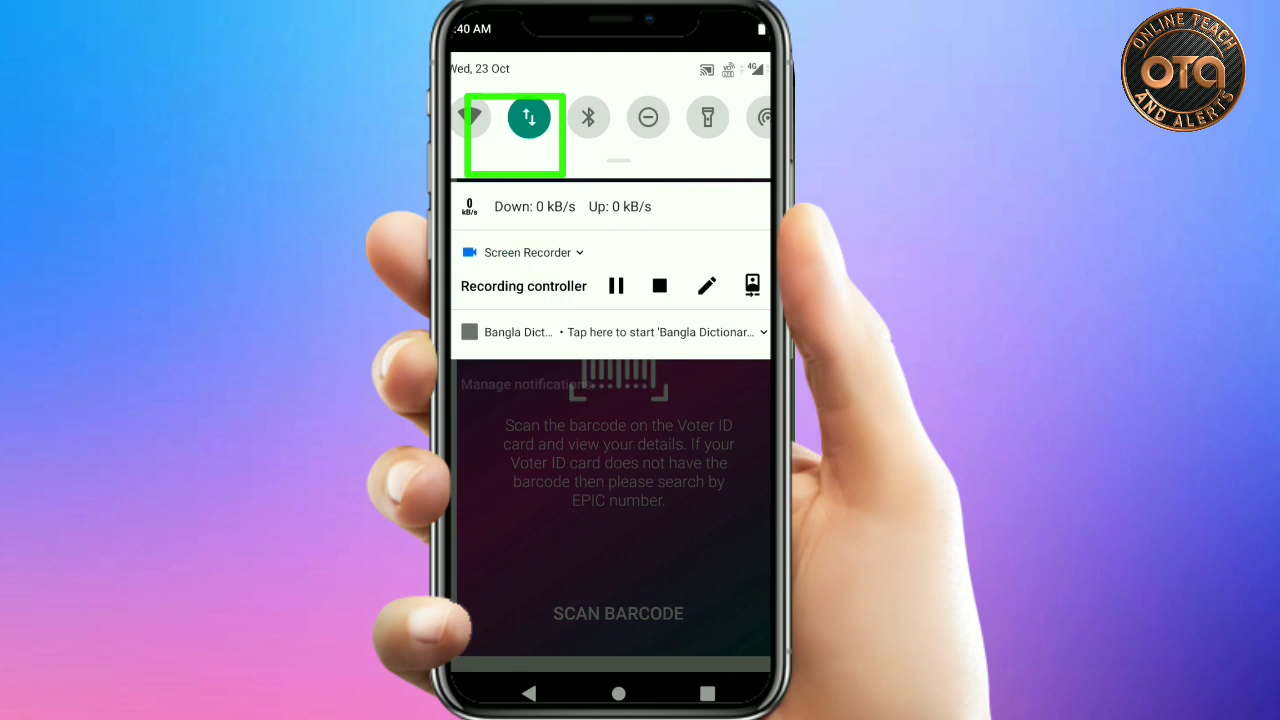 :40 AM
Wed, 23 Oct
4G
0
kB/s
Down: 0 kB/s Up: 0 kB/s
Screen Recorder
Recording controller
Bangla Dict... • Tap here to start 'Bangla Dictionar...
Manage notifications
Scan the barcode on the Voter ID
card and view your details. If your
Voter ID card does not have the
barcode then please search by
EPIC number.
SCAN BARCODE
ONLINE TEACH
OTA
AND ALERTS